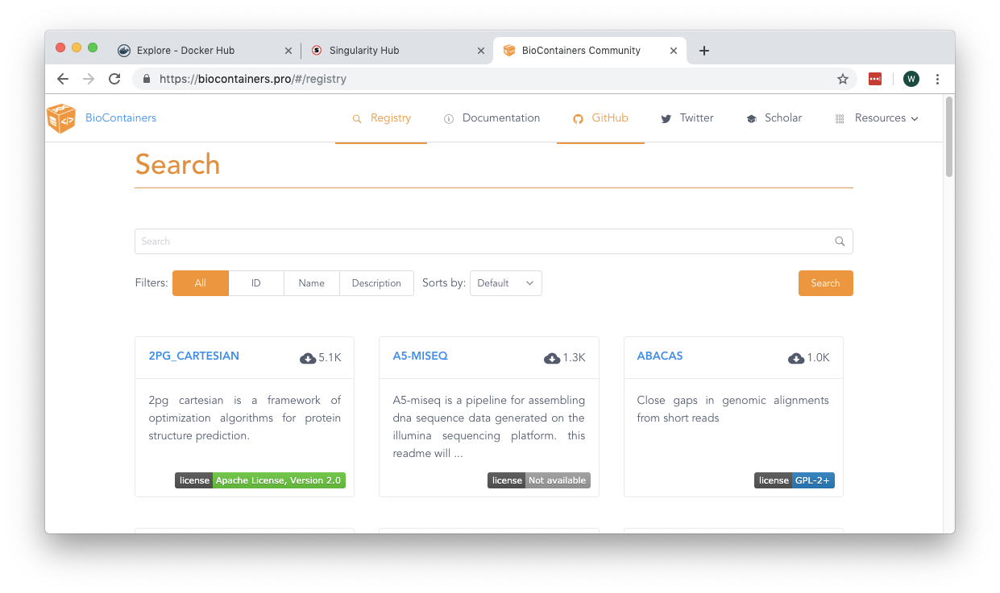 Explore - Docker Hub
Singularity Hub
BioContainers Community
https://biocontainers.pro/#/registry
W
BioContainers
Registry
Documentation
GitHub
Twitter
Scholar
Resources
Search
Search
Filters:
All
ID
Name
Description
Sorts by:
Default
Search
2PG_CARTESIAN
5.1K
2pg cartesian is a framework of
optimization algorithms for protein
structure prediction.
license Apache License, Version 2.0
A5-MISEQ
1.3K
A5-miseq is a pipeline for assembling
dna sequence data generated on the
illumina sequencing platform. this
readme will ...
license Not available
ABACAS
1.0K
Close gaps in genomic alignments
from short reads
license GPL-2+